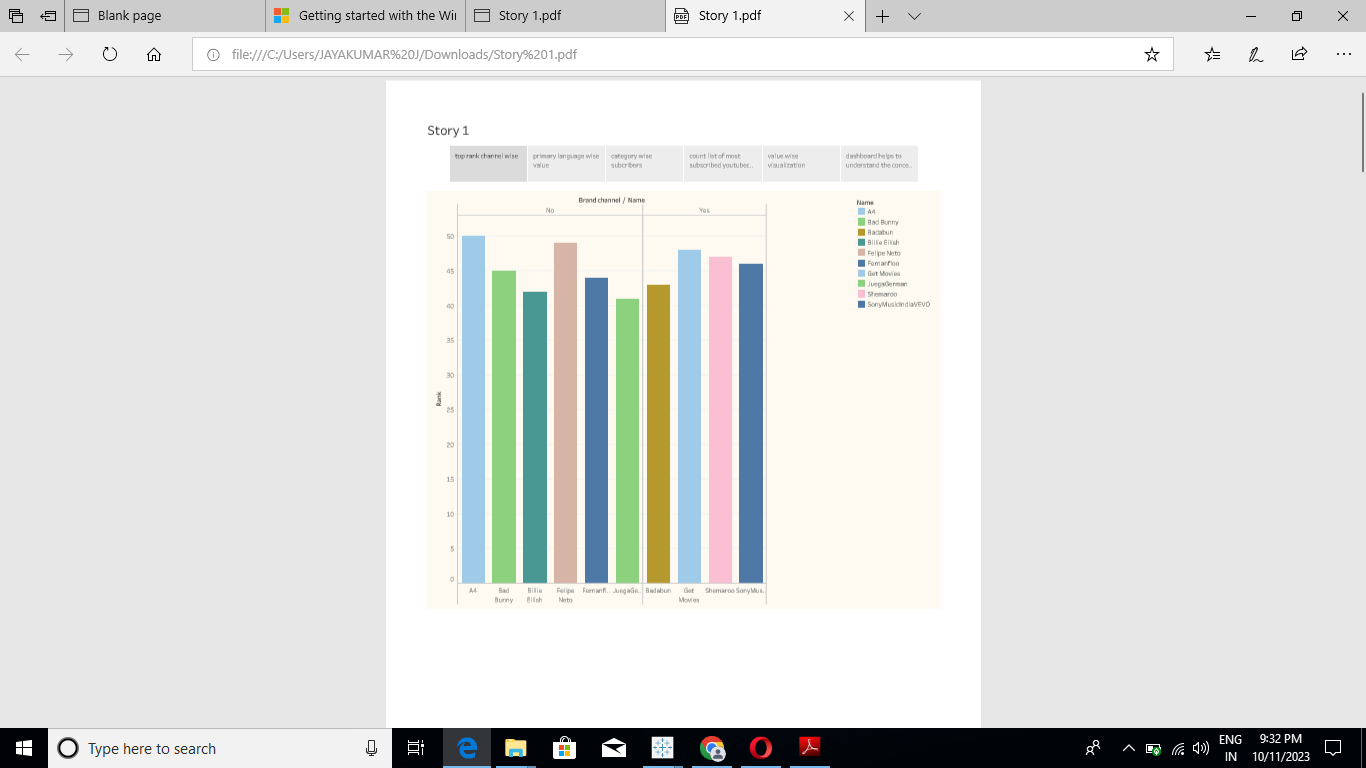 Blank page
Getting started with the Wi
Story 1.pdf
Story 1.pdf
file:///C:/Users/JAYAKUMAR%20J/Downloads/Story%201.pdf
Story 1
top rank channel wise
primary language wise
value
category wise
subcribers
count list of most
subscribed youtuber..
value wise
visualization
dashboard helps to
understand the conce..
Brand channel / Name
No
Yes
50
45
40
35
30
25
20
15
10
5
0
Rank
A4
Bad
Bunny
Billie
Eilish
Felipe
Neto
Fernanfl..
JuegaGe..
Badabun
Get
Movies
Shemaroo
SonyMus..
Name
A4
Bad Bunny
Badabun
Billie Eilish
Felipe Neto
Fernanfloo
Get Movies
JuegaGerman
Shemaroo
SonyMusicIndiaVEVO
Type here to search
ENG
IN
9:32 PM
10/11/2023